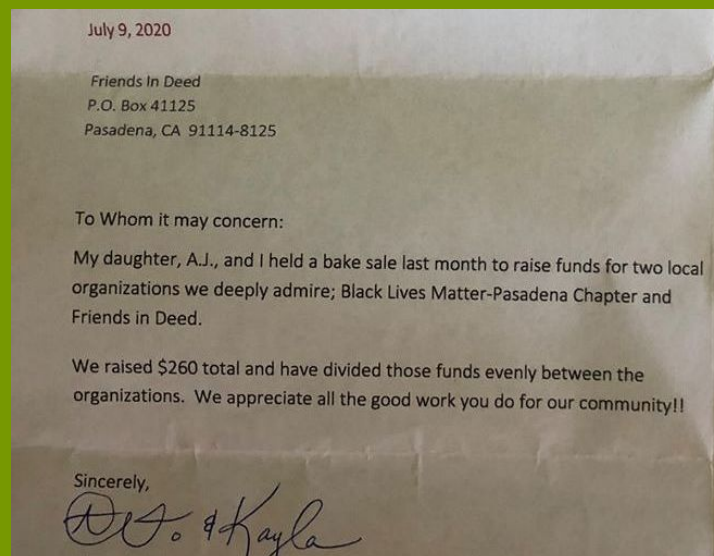 July 9, 2020
Friends In Deed
P.O. Box 41125
Pasadena, CA 91114-8125
To Whom it may concern:
My daughter, A.J., and I held a bake sale last month to raise funds for two local
organizations we deeply admire; Black Lives Matter-Pasadena Chapter and
Friends in Deed.
We raised $260 total and have divided those funds evenly between the
organizations. We appreciate all the good work you do for our community!!
Sincerely,
& Kayla